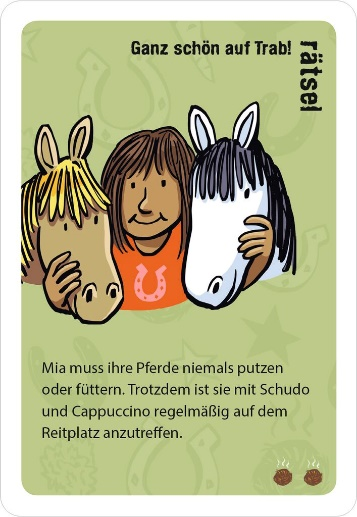 Ganz schön auf Trab!
rätsel
Mia muss ihre Pferde niemals putzen
oder füttern. Trotzdem ist sie mit Schudo
und Cappuccino regelmäßig auf dem
Reitplatz anzutreffen.